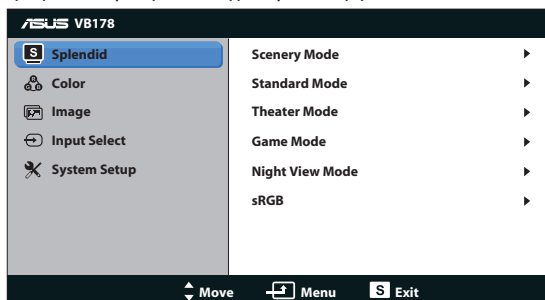 ASUS VB178
S Splendid
Color
Image
Input Select
System Setup
Scenery Mode
Standard Mode
Theater Mode
Game Mode
Night View Mode
sRGB
Move Menu S Exit